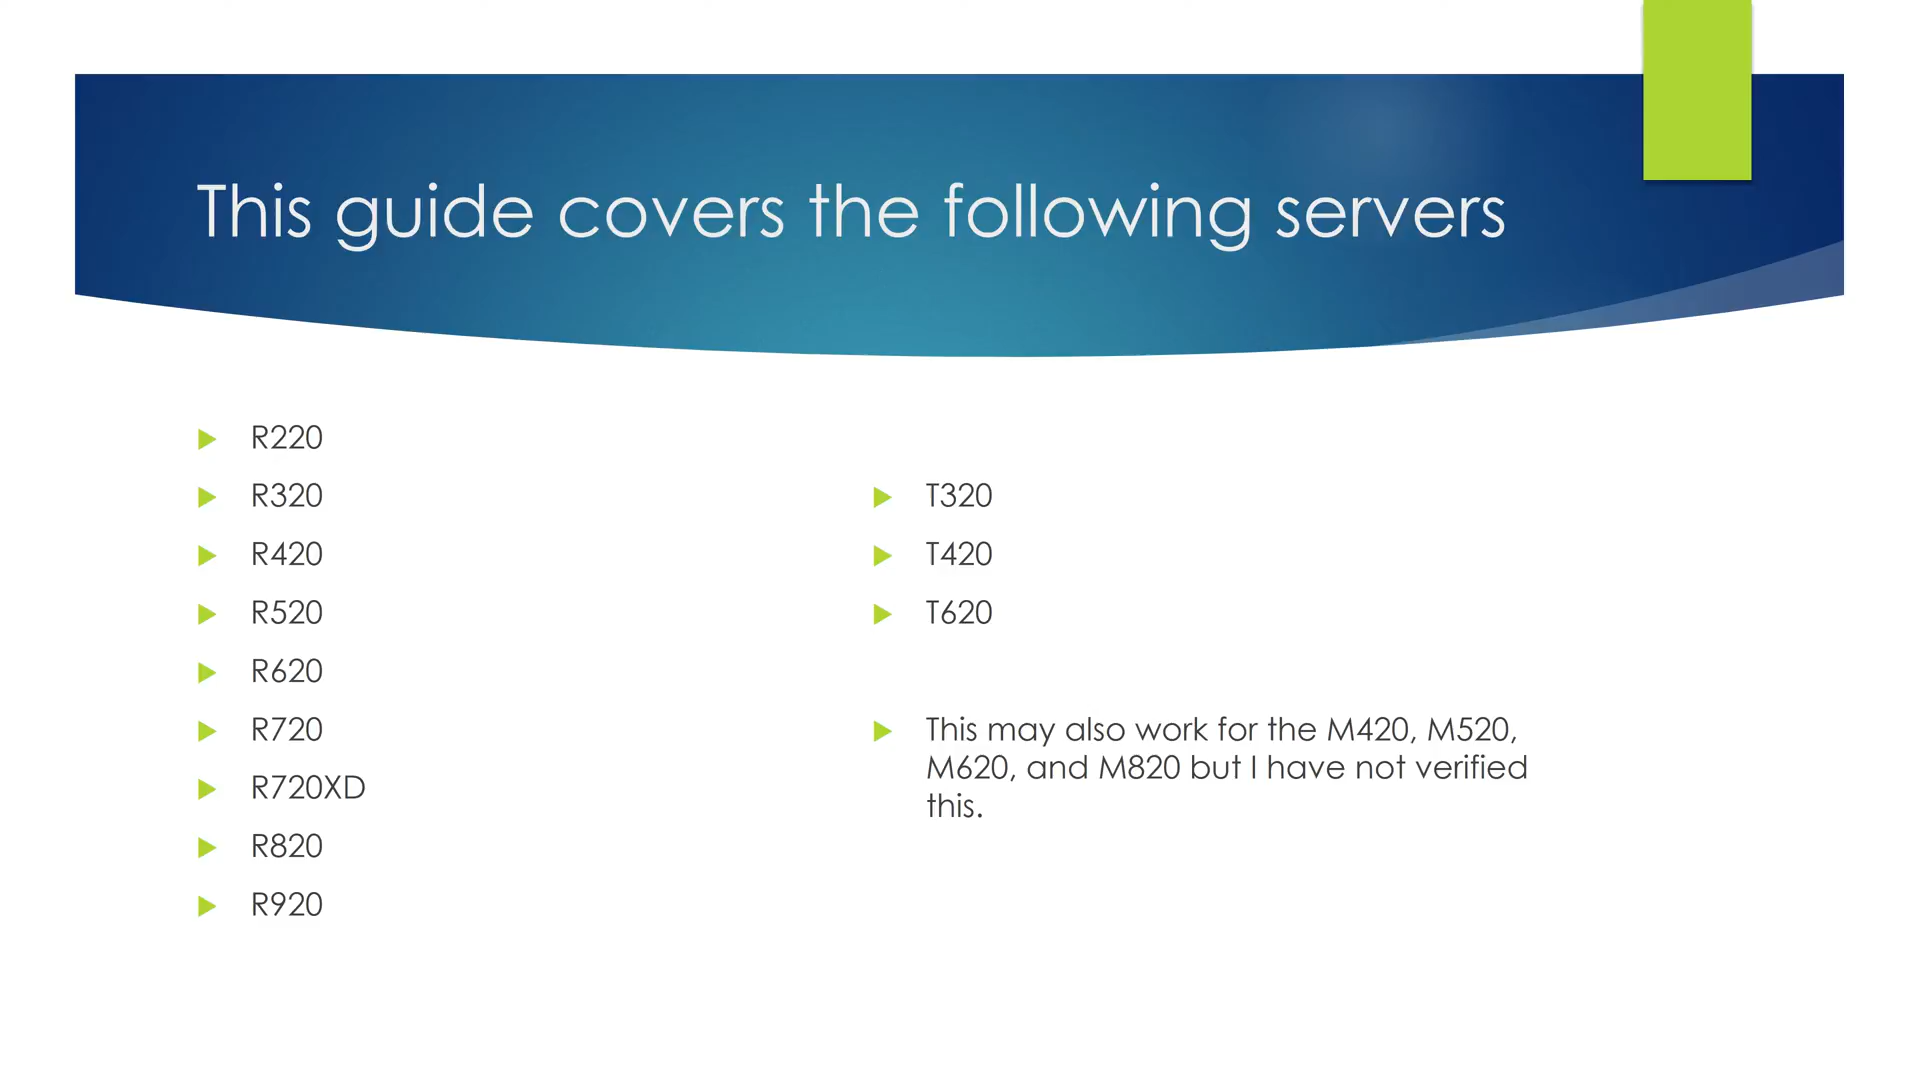 This guide covers the following servers
R220
R320
R420
R520
R620
R720
R720XD
R820
R920
T320
T420
T620
This may also work for the M420, M520,
M620, and M820 but I have not verified
this.